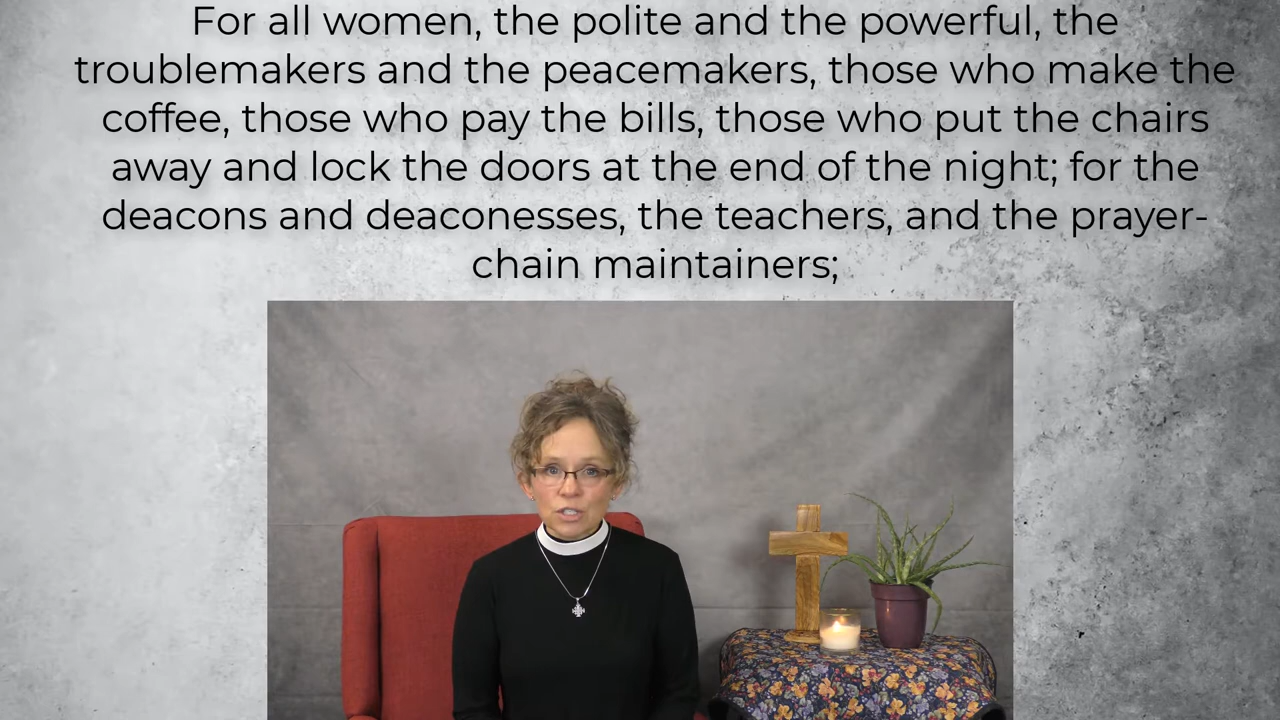 For all women, the polite and the powerful, the
troublemakers and the peacemakers, those who make the
coffee, those who pay the bills, those who put the chairs
away and lock the doors at the end of the night; for the
deacons and deaconesses, the teachers, and the prayer-
chain maintainers;